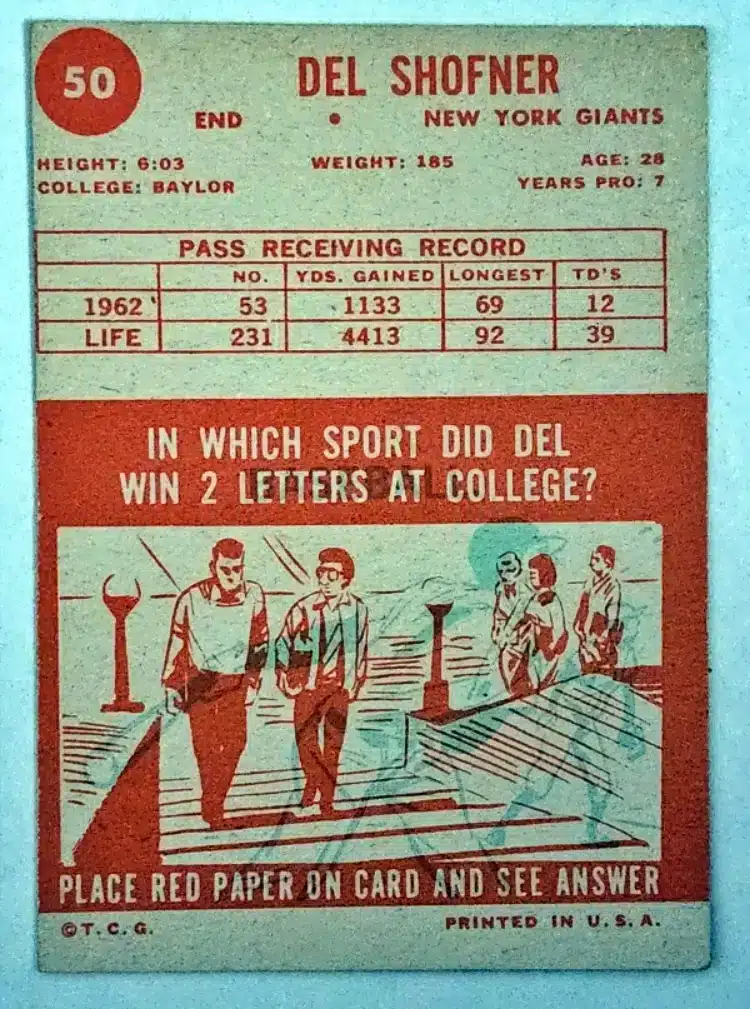 50
DEL SHOFNER
END • NEW YORK GIANTS
HEIGHT: 6:03 WEIGHT: 185 AGE: 28
COLLEGE: BAYLOR YEARS PRO: 7
PASS RECEIVING RECORD
NO. YDS. GAINED LONGEST TD'S
1962 53 1133 69 12
LIFE 231 4413 92 39
IN WHICH SPORT DID DEL
WIN 2 LETTERS AT COLLEGE?
PLACE RED PAPER ON CARD AND SEE ANSWER
©T.C.G. PRINTED IN U.S.A.